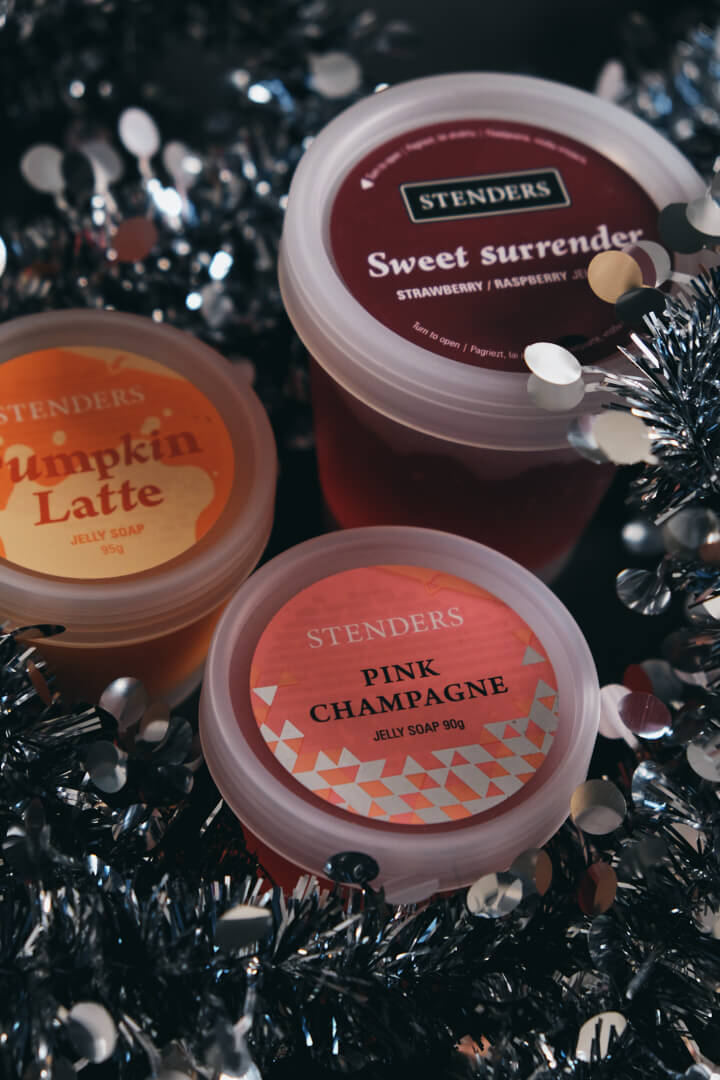 STENDERS
Sweet surrender
STRAWBERRY / RASPBERRY
Turn to open | Pagriezt, lai
STENDERS
Pumpkin
Latte
JELLY SOAP
95g
STENDERS
PINK
CHAMPAGNE
JELLY SOAP 90g